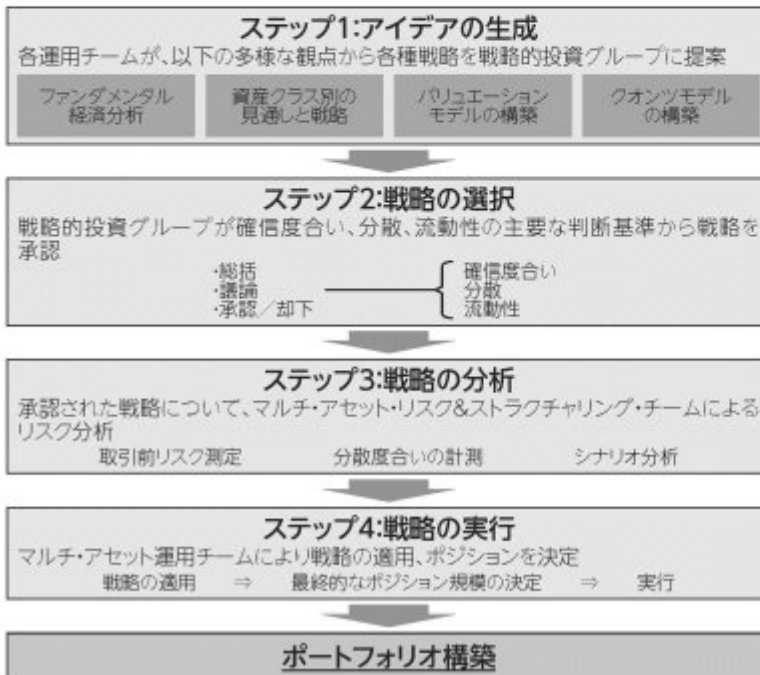 ステップ1:アイデアの生成
各運用チームが、以下の多様な観点から各種戦略を戦略的投資グループに提案
ファンダメンタル
経済分析
資産クラス別の
見通しと戦略
バリュエーション
モデルの構築
クオンツモデル
の構築
ステップ2:戦略の選択
戦略的投資グループが確信度合い、分散、流動性の主要な判断基準から戦略を
承認
・総括
・議論
・承認／却下
確信度合い
分散
流動性
ステップ3:戦略の分析
承認された戦略について、マルチ・アセット・リスク&ストラクチャリング・チームによる
リスク分析
取引前リスク測定 分散度合いの計測 シナリオ分析
ステップ4:戦略の実行
マルチ・アセット運用チームにより戦略の適用、ポジションを決定
戦略の適用 ⇒ 最終的なポジション規模の決定 ⇒ 実行
ポートフォリオ構築